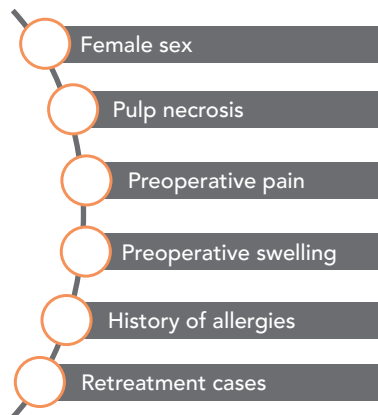 Female sex
Pulp necrosis
Preoperative pain
Preoperative swelling
History of allergies
Retreatment cases